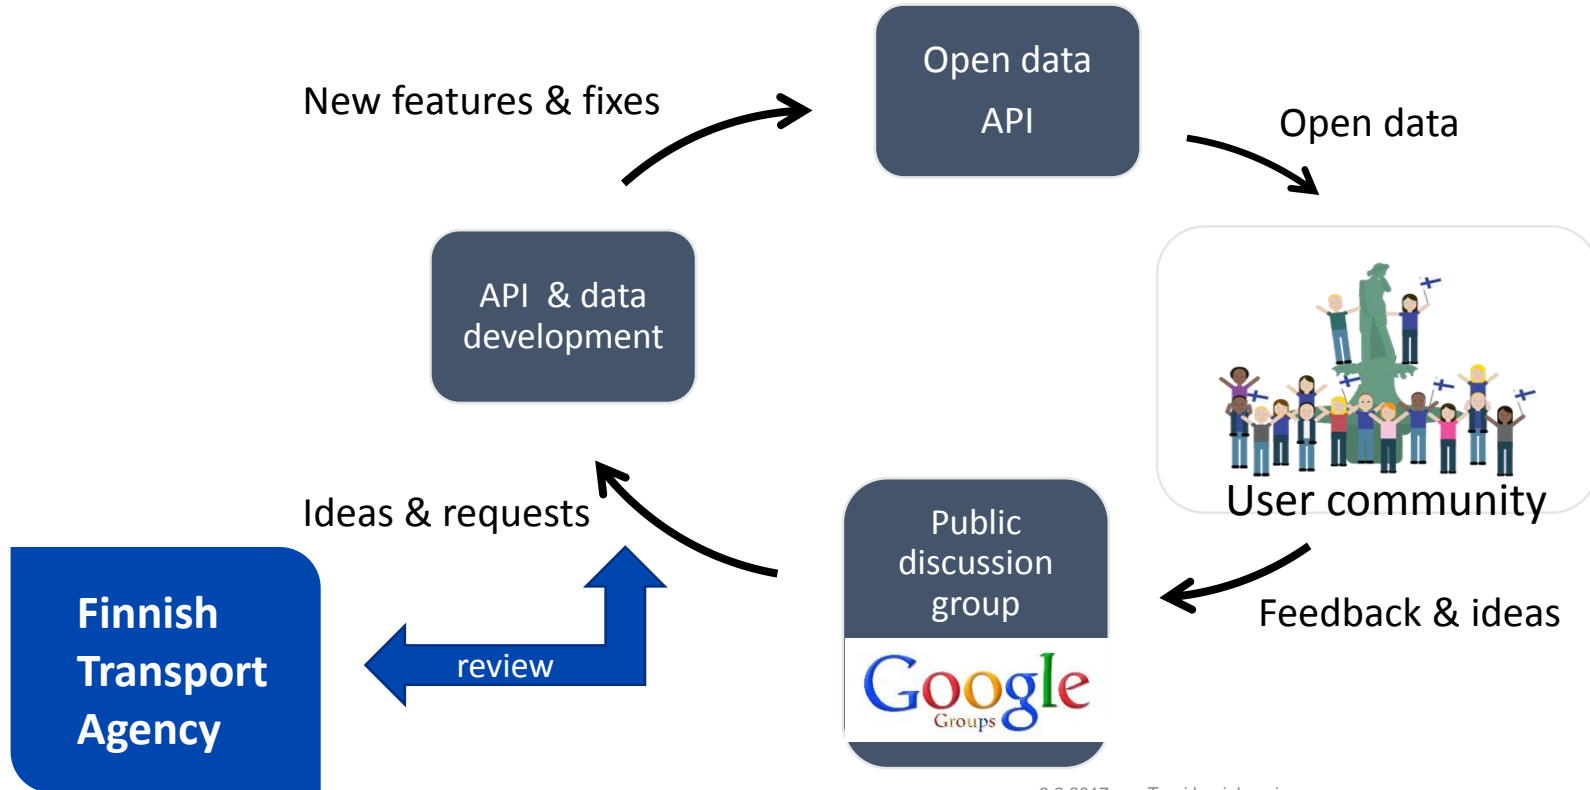 Open data
API
New features & fixes
Open data
API & data
development
User community
Ideas & requests
Public
discussion
group
Google
Groups
Feedback & ideas
Finnish
Transport
Agency
review